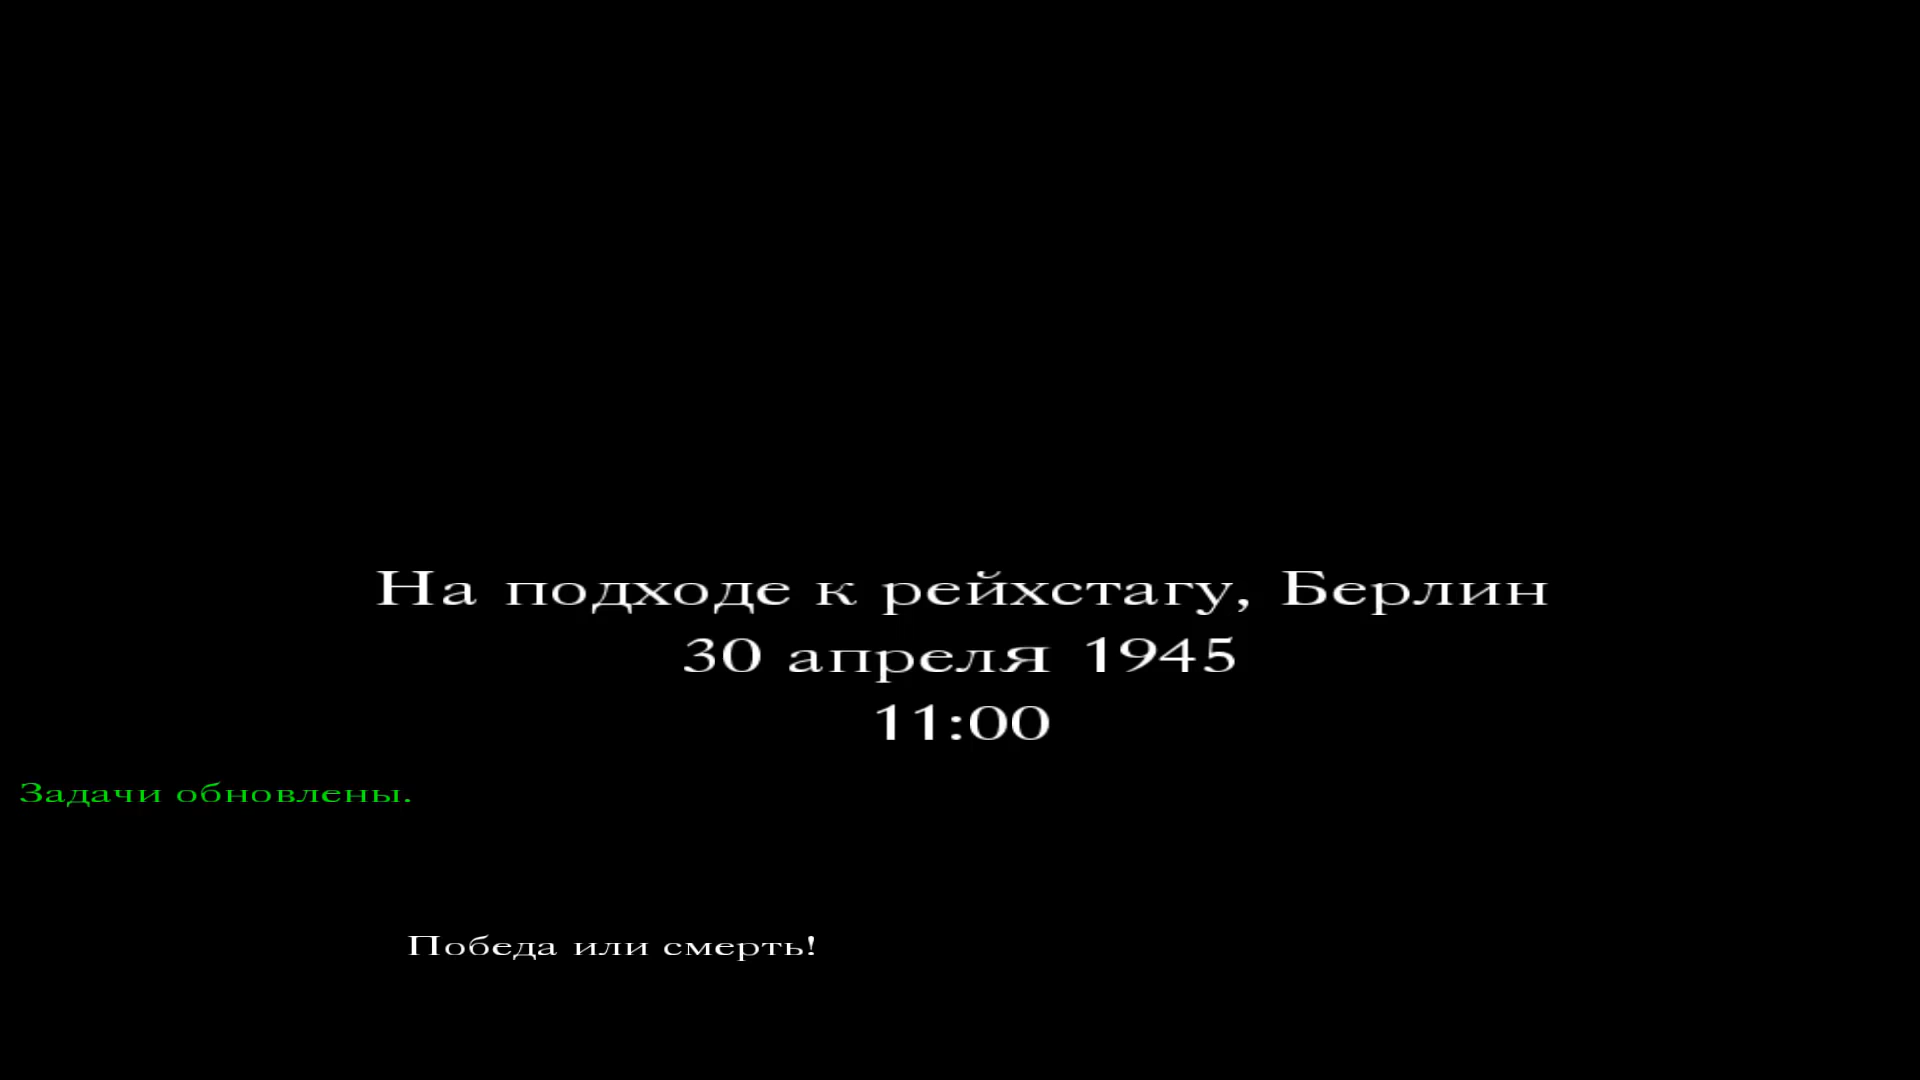 На подходе к рейхстагу, Берлин
30 апреля 1945
11:00
Задачи обновлены.
Победа или смерть!